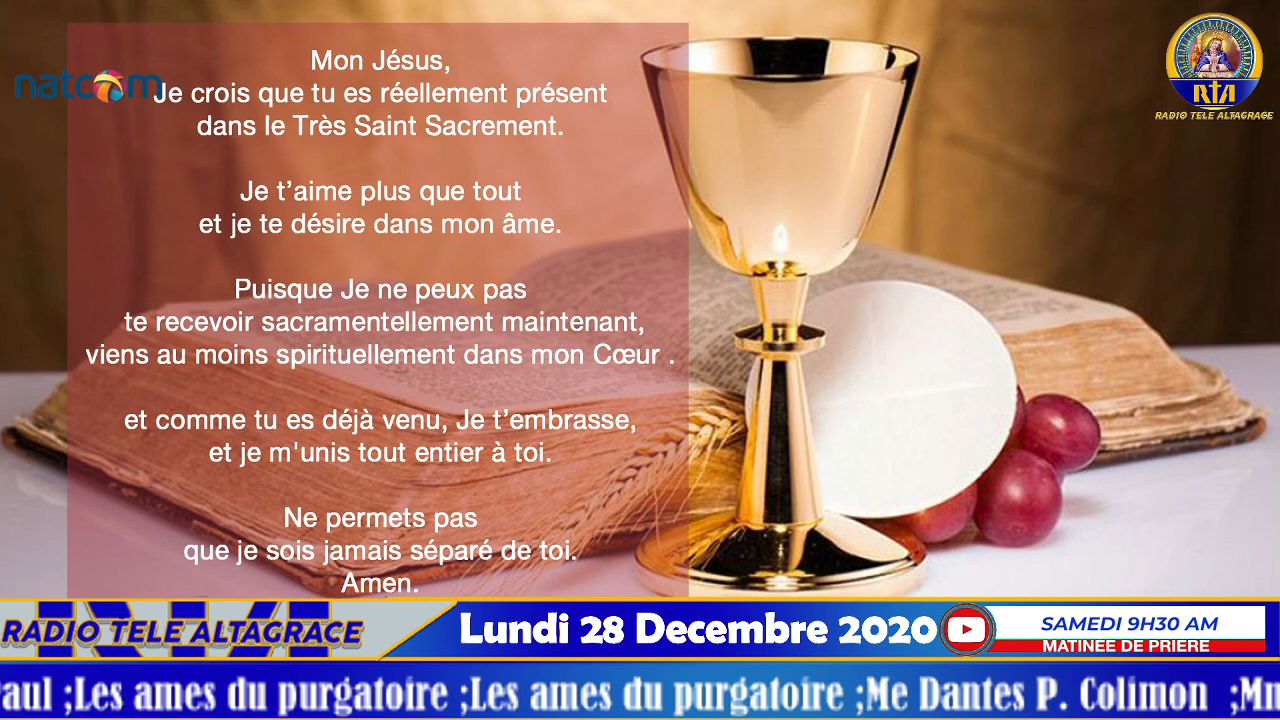 Mon Jésus,
natcom
Je crois que tu es réellement présent
dans le Très Saint Sacrement.
Je t’aime plus que tout
et je te désire dans mon âme.
Puisque Je ne peux pas
te recevoir sacramentellement maintenant,
viens au moins spirituellement dans mon Cœur .
et comme tu es déjà venu, Je t’embrasse,
et je m'unis tout entier à toi.
Ne permets pas
que je sois jamais séparé de toi.
Amen.
RTA
RADIO TELE ALTAGRACE
RTA
RADIO TELE ALTAGRACE
Lundi 28 Decembre 2020
SAMEDI 9H30 AM
MATINEE DE PRIERE
Paul ;Les ames du purgatoire ;Les ames du purgatoire ;Me Dantes P. Colimon ;Mm